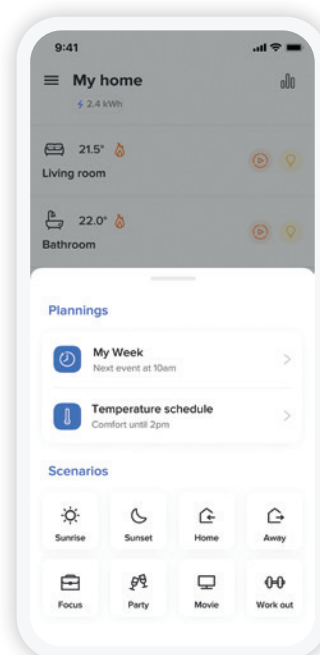 9:41
My home
2.4 kWh
21.5°
Living room
22.0°
Bathroom
Plannings
My Week
Next event at 10am
Temperature schedule
Comfort until 2pm
Scenarios
Sunrise Sunset Home Away
Focus Party Movie Work out